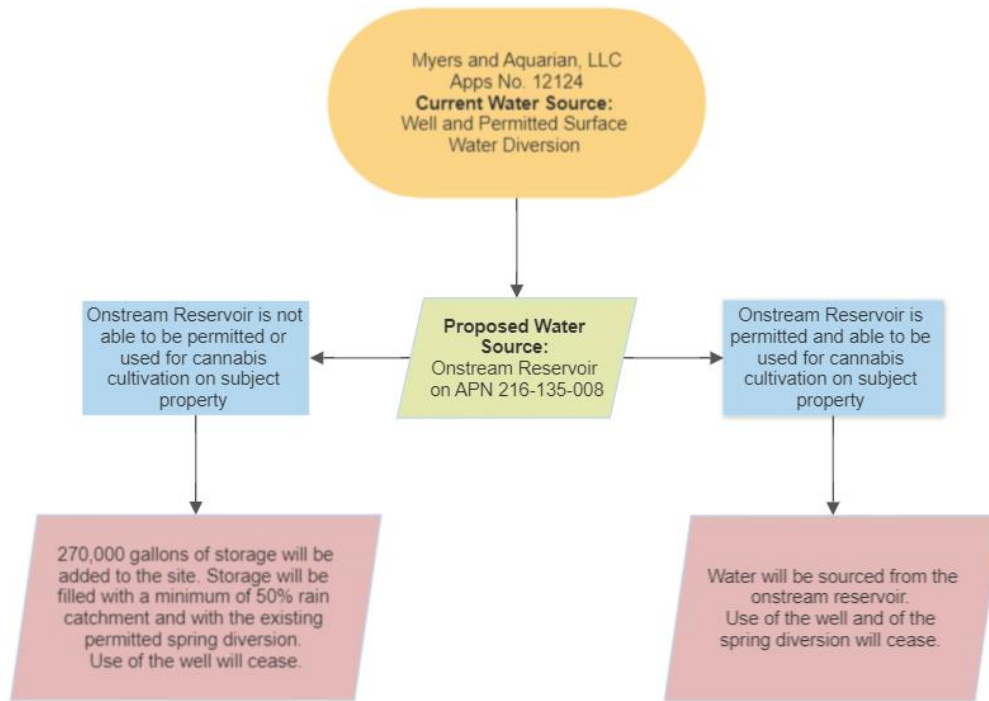 Myers and Aquarian, LLC
Apps No. 12124
Current Water Source:
Well and Permitted Surface
Water Diversion
Onstream Reservoir is not
able to be permitted or
used for cannabis
cultivation on subject
property
Proposed Water
Source:
Onstream Reservoir
on APN 216-135-008
Onstream Reservoir is
permitted and able to be
used for cannabis
cultivation on subject
property
270,000 gallons of storage will be
added to the site. Storage will be
filled with a minimum of 50% rain
catchment and with the existing
permitted spring diversion.
Use of the well will cease.
Water will be sourced from the
onstream reservoir.
Use of the well and of the
spring diversion will cease.